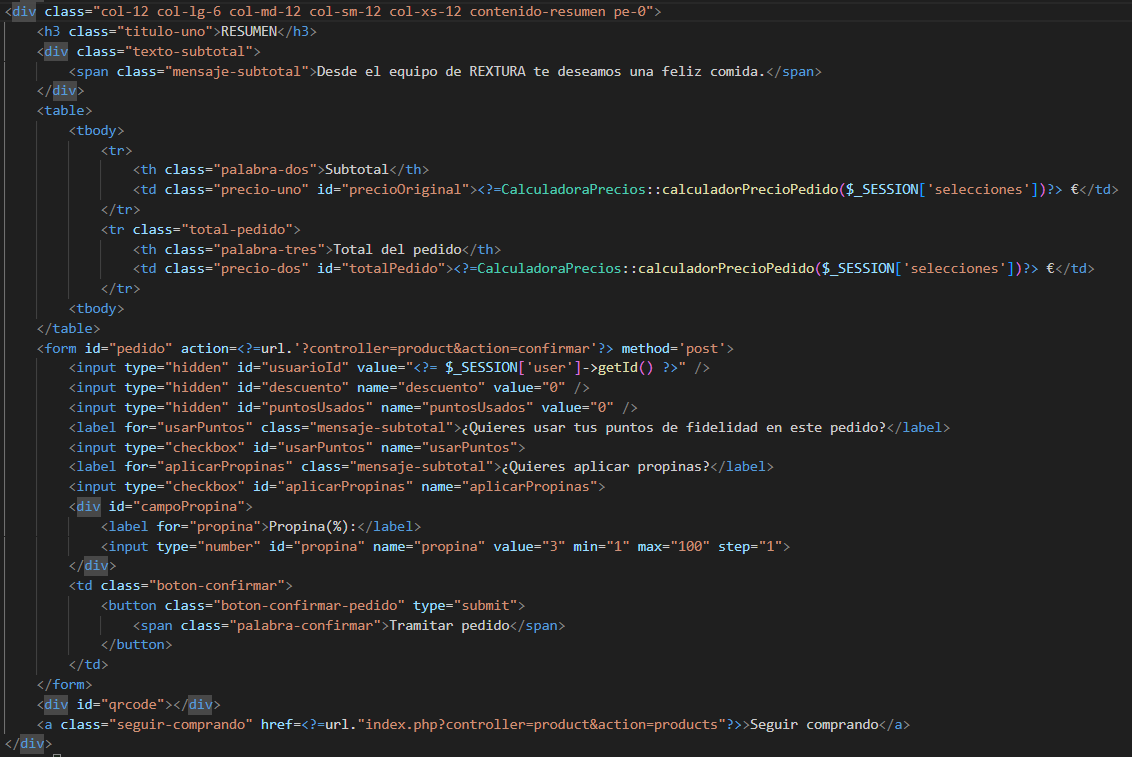 <div class="col-12 col-lg-6 col-md-12 col-sm-12 col-xs-12 contenido-resumen pe-0">
<h3 class="titulo-uno">RESUMEN</h3>
<div class="texto-subtotal">
<span class="mensaje-subtotal">Desde el equipo de REXTURA te deseamos una feliz comida.</span>
</div>
<table>
<tbody>
<tr>
<th class="palabra-dos">Subtotal</th>
<td class="precio-uno" id="precioOriginal"><?=CalculadoraPrecios::calculadorPrecioPedido($_SESSION['selecciones'])?> €</td>
</tr>
<tr class="total-pedido">
<th class="palabra-tres">Total del pedido</th>
<td class="precio-dos" id="totalPedido"><?=CalculadoraPrecios::calculadorPrecioPedido($_SESSION['selecciones'])?> €</td>
</tr>
<tbody>
</table>
<form id="pedido" action=<?=url.'?controller=product&action=confirmar'?> method='post'>
<input type="hidden" id="usuarioId" value="<?= $_SESSION['user']->getId() ?>" />
<input type="hidden" id="descuento" name="descuento" value="0" />
<input type="hidden" id="puntosUsados" name="puntosUsados" value="0" />
<label for="usarPuntos" class="mensaje-subtotal">¿Quieres usar tus puntos de fidelidad en este pedido?</label>
<input type="checkbox" id="usarPuntos" name="usarPuntos">
<label for="aplicarPropinas" class="mensaje-subtotal">¿Quieres aplicar propinas?</label>
<input type="checkbox" id="aplicarPropinas" name="aplicarPropinas">
<div id="campoPropina">
<label for="propina">Propina(%):</label>
<input type="number" id="propina" name="propina" value="3" min="1" max="100" step="1">
</div>
<td class="boton-confirmar">
<button class="boton-confirmar-pedido" type="submit">
<span class="palabra-confirmar">Tramitar pedido</span>
</button>
</td>
</form>
<div id="qrcode"></div>
<a class="seguir-comprando" href=<?=url."index.php?controller=product&action=products"?>>Seguir comprando</a>
</div>